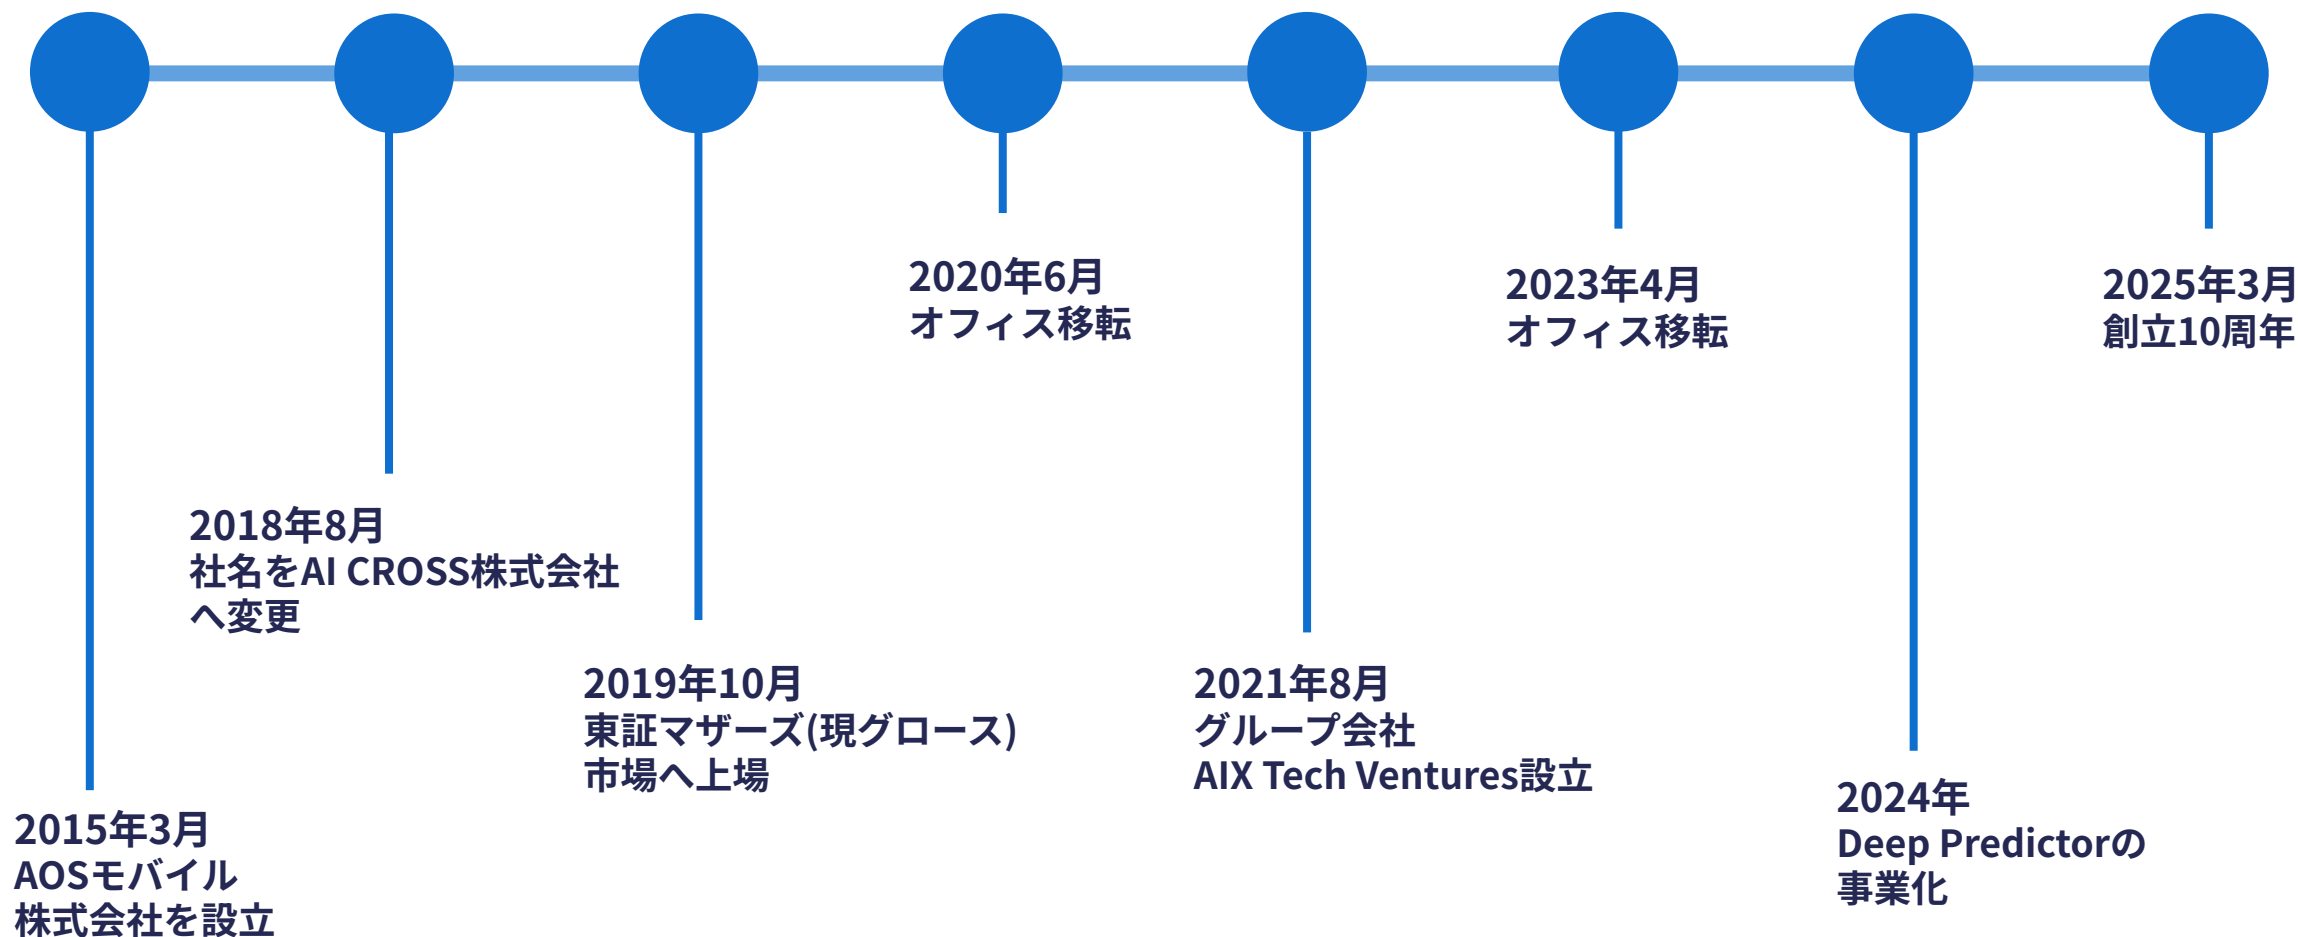 2015年3月
AOSモバイル
株式会社を設立
2018年8月
社名をAI CROSS株式会社
へ変更
2019年10月
東証マザーズ(現グロース)
市場へ上場
2020年6月
オフィス移転
2021年8月
グループ会社
AIX Tech Ventures設立
2023年4月
オフィス移転
2024年
Deep Predictorの
事業化
2025年3月
創立10周年